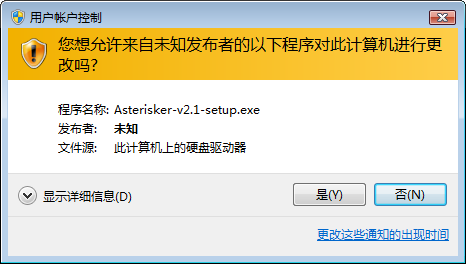 用户帐户控制
您想允许来自未知发布者的以下程序对此计算机进行更
改吗?
程序名称: Asterisker-v2.1-setup.exe
发布者: 未知
文件源: 此计算机上的硬盘驱动器
显示详细信息(D)
是(Y)
否(N)
更改这些通知的出现时间